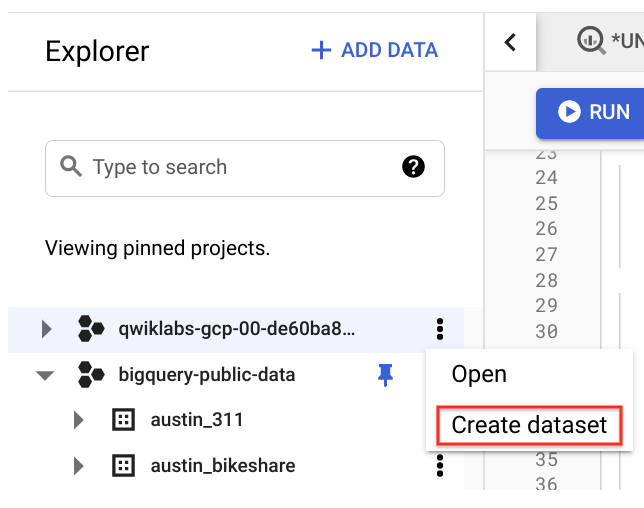 Explorer
+ ADD DATA
*UN
RUN
Type to search
?
Viewing pinned projects.
qwiklabs-gcp-00-de60ba8...
bigquery-public-data
austin_311
austin_bikeshare
Open
Create dataset
23
24
25
26
27
28
29
30
35
36